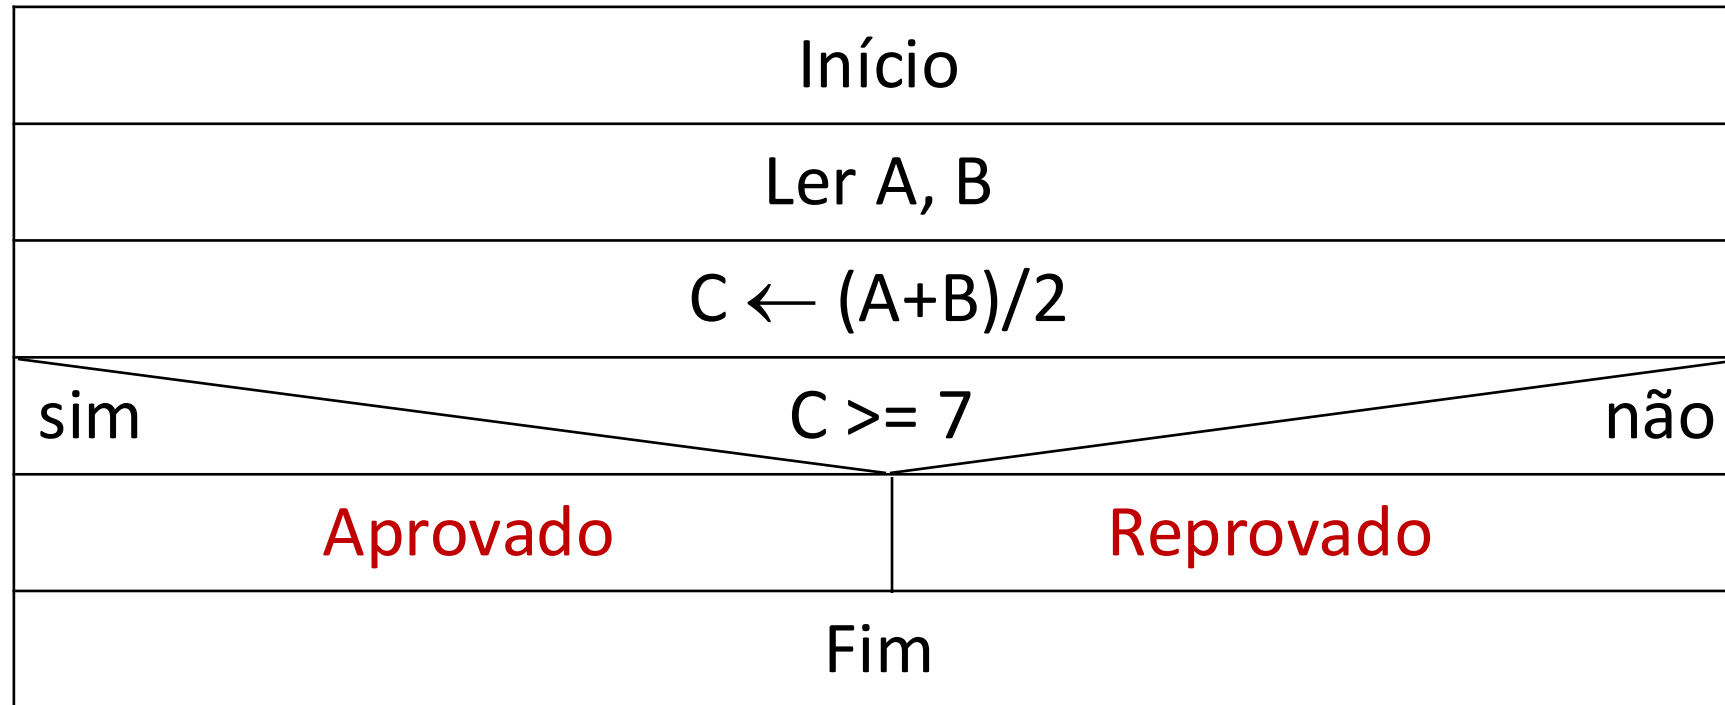 Início
Ler A, B
C ← (A+B)/2
sim C >= 7 não
Aprovado Reprovado
Fim